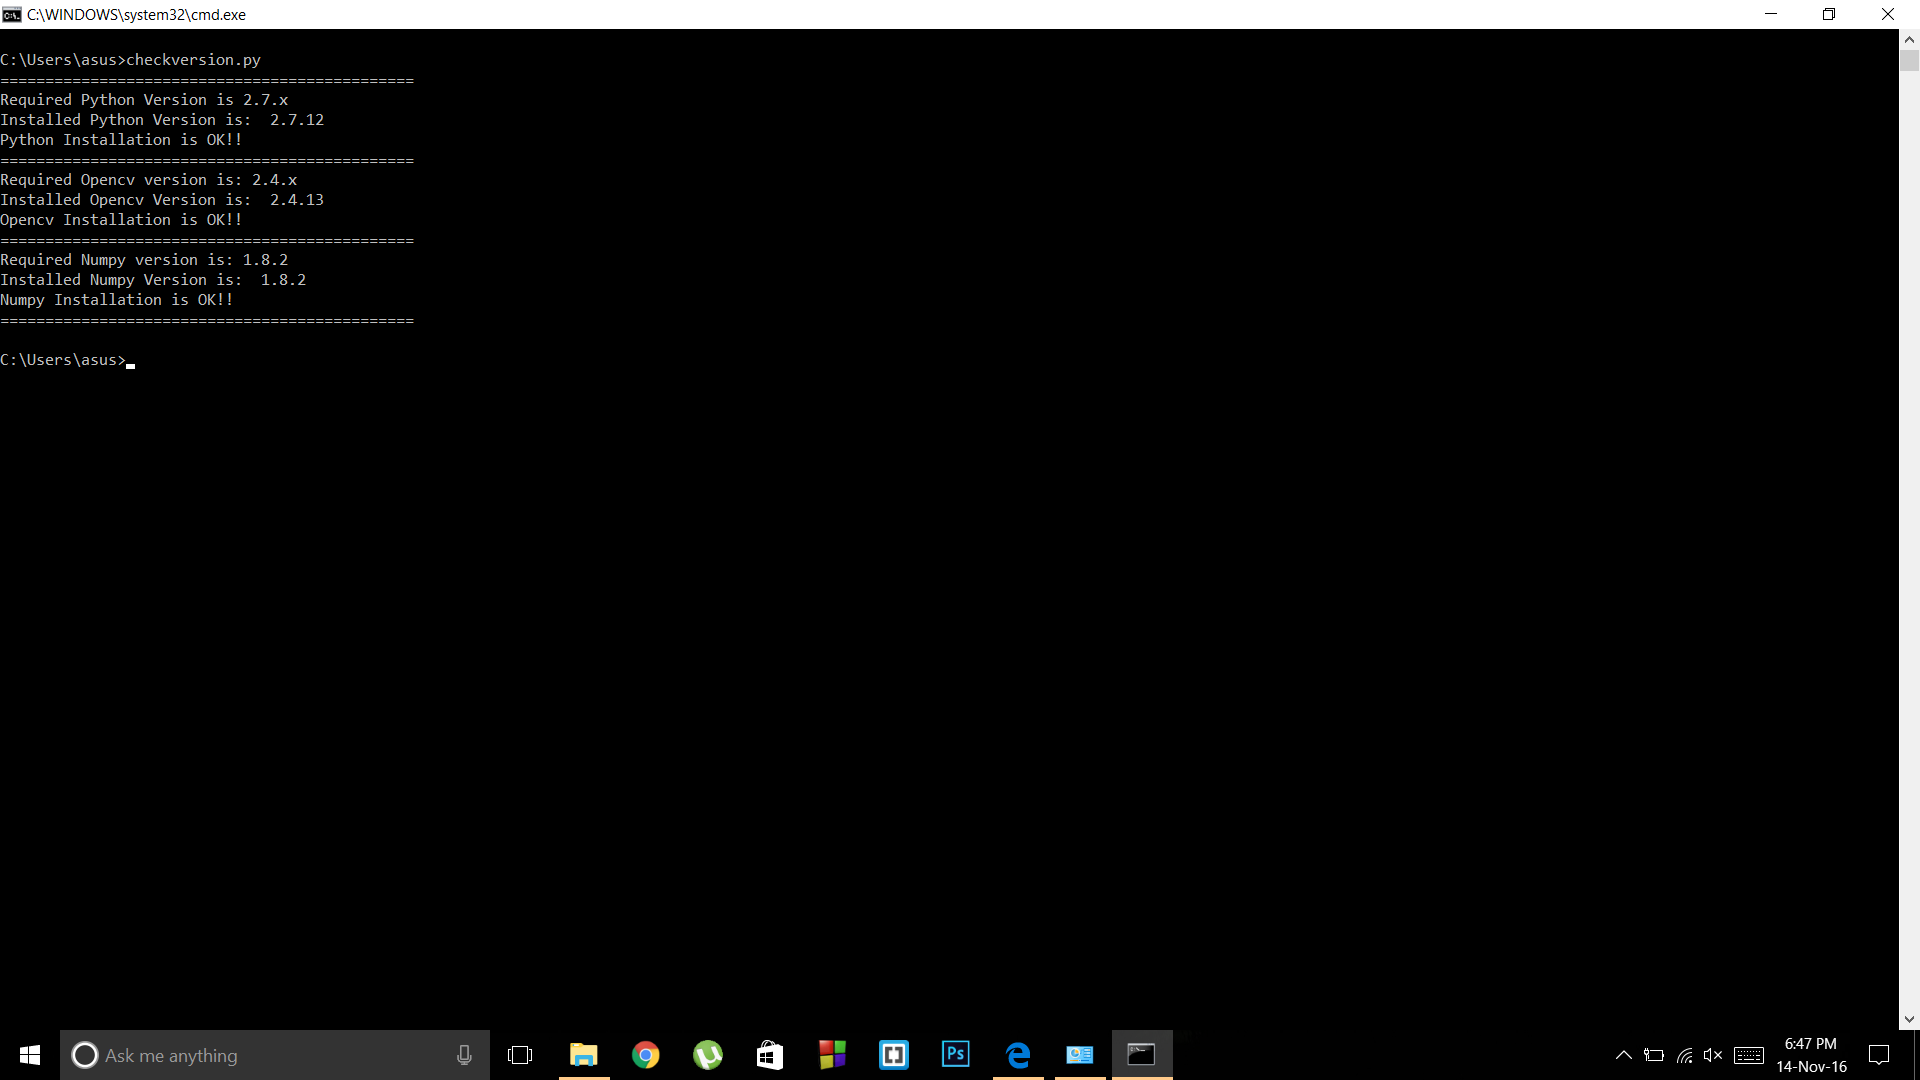 C:\WINDOWS\system32\cmd.exe
C:\Users\asus>checkversion.py
==============================================
Required Python Version is 2.7.x
Installed Python Version is:  2.7.12
Python Installation is OK!!
==============================================
Required Opencv version is: 2.4.x
Installed Opencv Version is:  2.4.13
Opencv Installation is OK!!
==============================================
Required Numpy version is: 1.8.2
Installed Numpy Version is:  1.8.2
Numpy Installation is OK!!
==============================================
C:\Users\asus>
Ask me anything
Ps
6:47 PM
14-Nov-16